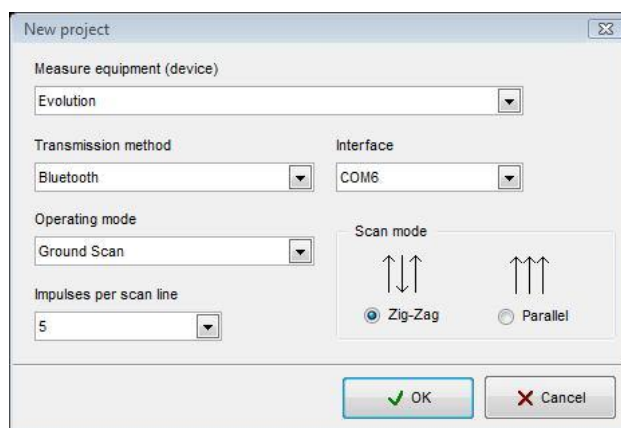 New project
Measure equipment (device)
Evolution
Transmission method
Interface
Bluetooth
COM6
Operating mode
Ground Scan
Scan mode
Impulses per scan line
Zig-Zag
Parallel
5
OK
Cancel